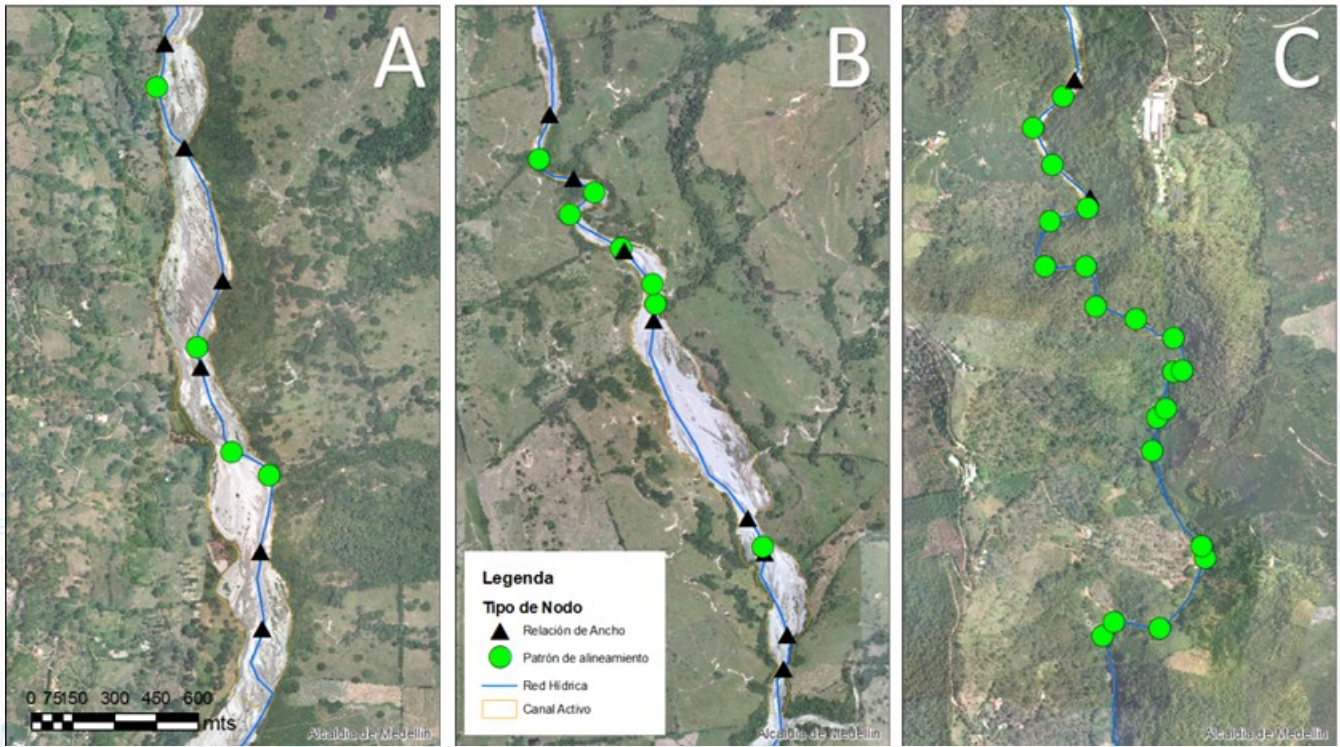 A
B
C
Legenda
Tipo de Nodo
Relación de Ancho
Patrón de alineamiento
Red Hídrica
Canal Activo
0 75150 300 450 600
mts
Alcaldía de Medellín
Alcaldía de Medellín
Alcaldía de Medellín